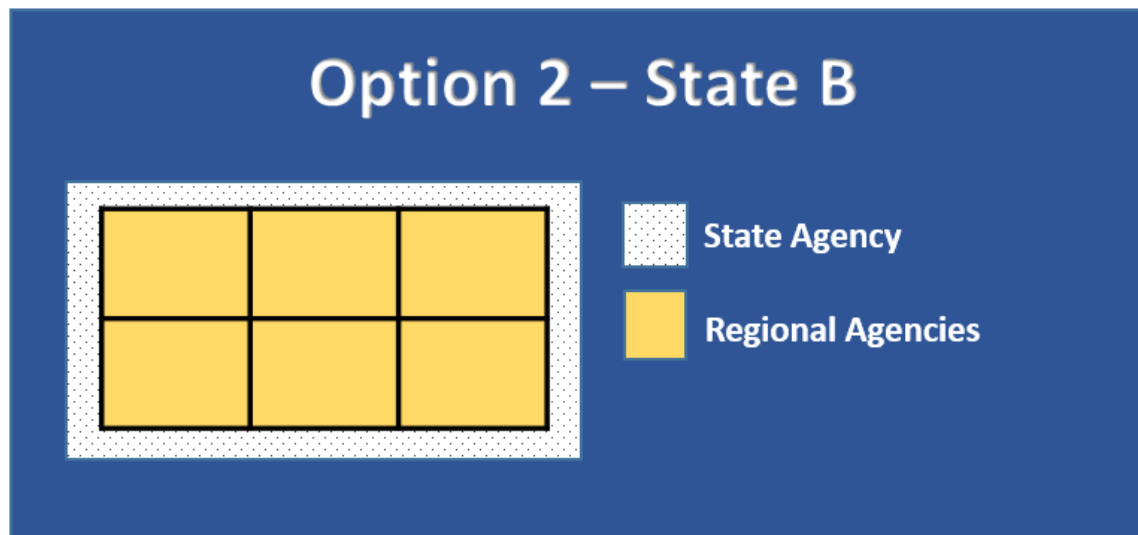 Option 2 – State B
State Agency
Regional Agencies